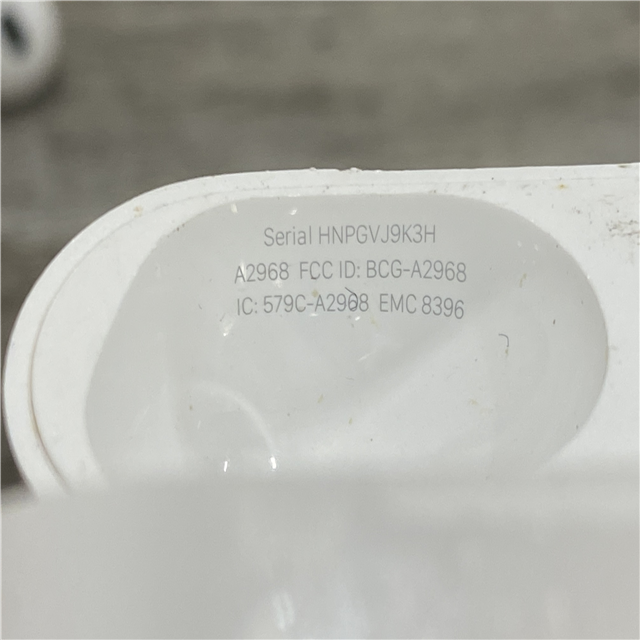 Serial HNPGVJ9K3H
A2968 FCC ID: BCG-A2968
IC: 579C-A2968 EMC 8396